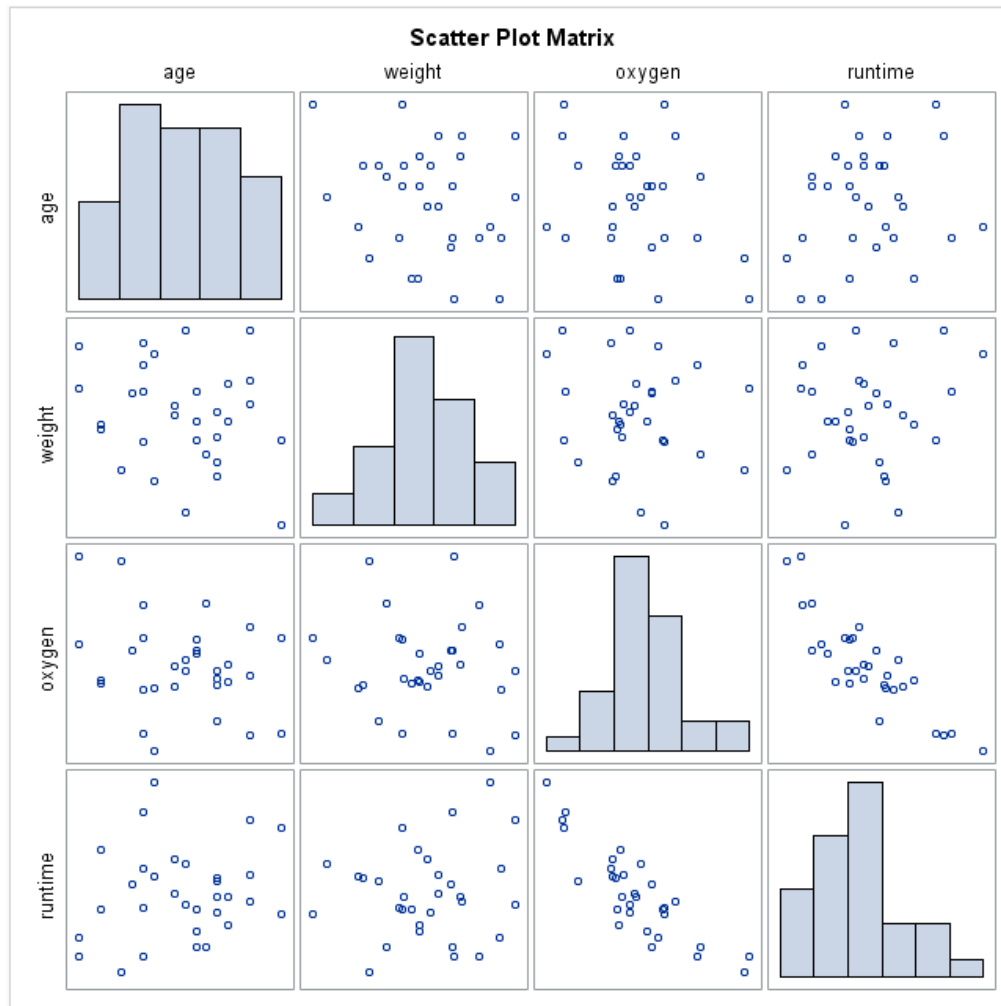 Scatter Plot Matrix
age weight oxygen runtime
age
weight
oxygen
runtime